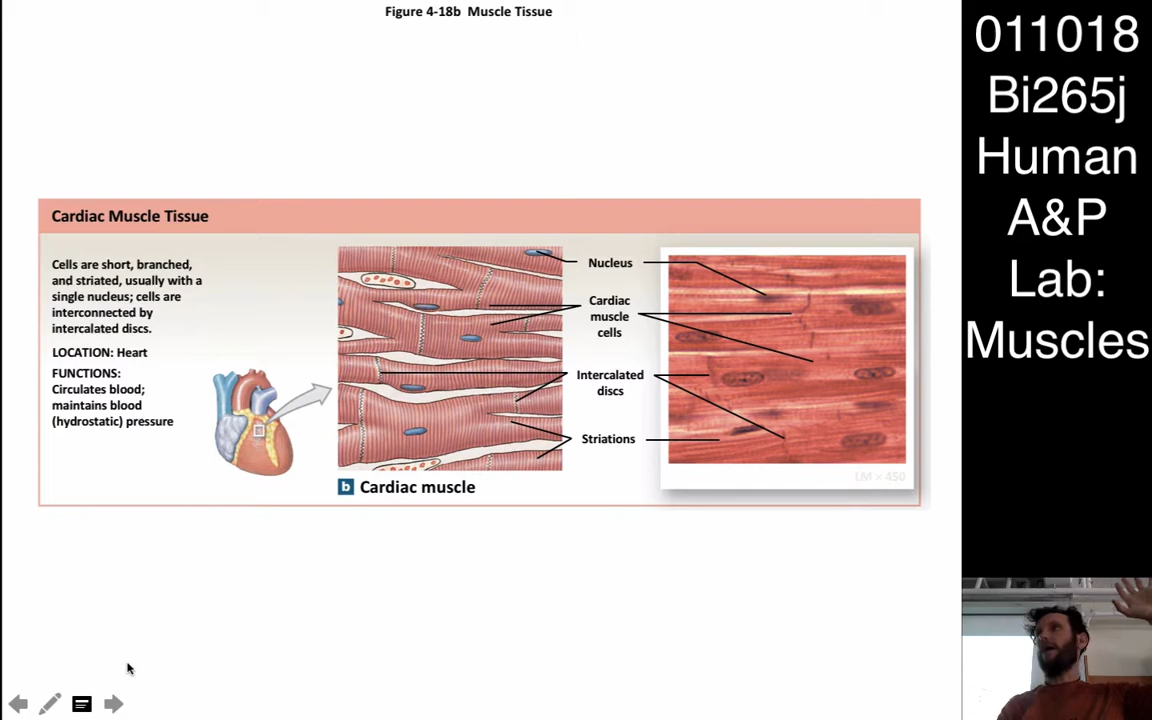 Figure 4-18b  Muscle Tissue
011018
Bi265j
Human
A&P
Lab:
Muscles
Cardiac Muscle Tissue
Cells are short, branched,
and striated, usually with a
single nucleus; cells are
interconnected by
intercalated discs.
LOCATION: Heart
FUNCTIONS:
Circulates blood;
maintains blood
(hydrostatic) pressure
Nucleus
Cardiac
muscle
cells
Intercalated
discs
Striations
LM × 450
b Cardiac muscle